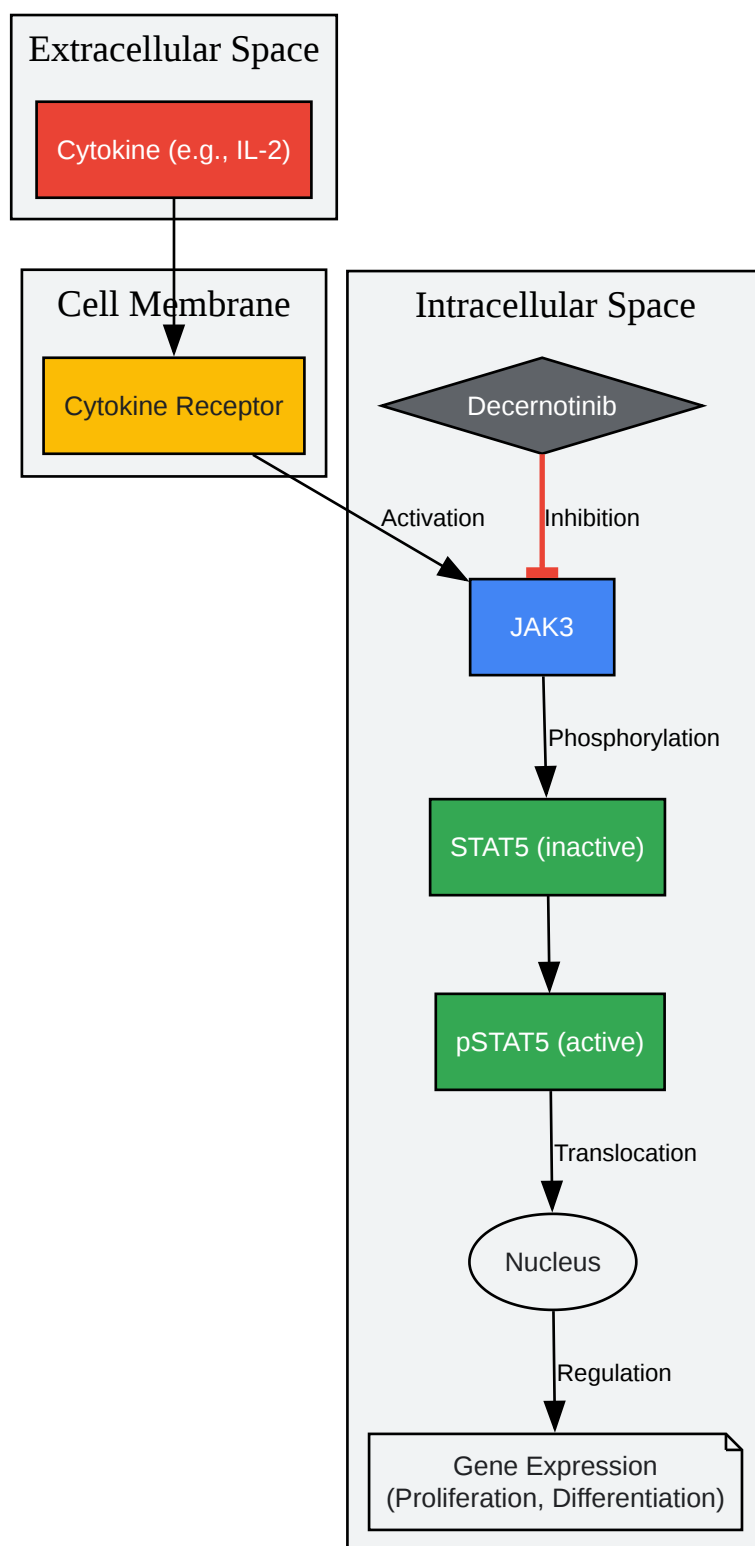 Extracellular Space
Cytokine (e.g., IL-2)
Cell Membrane
Cytokine Receptor
Intracellular Space
Decernotinib
Activation
Inhibition
JAK3
Phosphorylation
STAT5 (inactive)
pSTAT5 (active)
Translocation
Nucleus
Regulation
Gene Expression
(Proliferation, Differentiation)